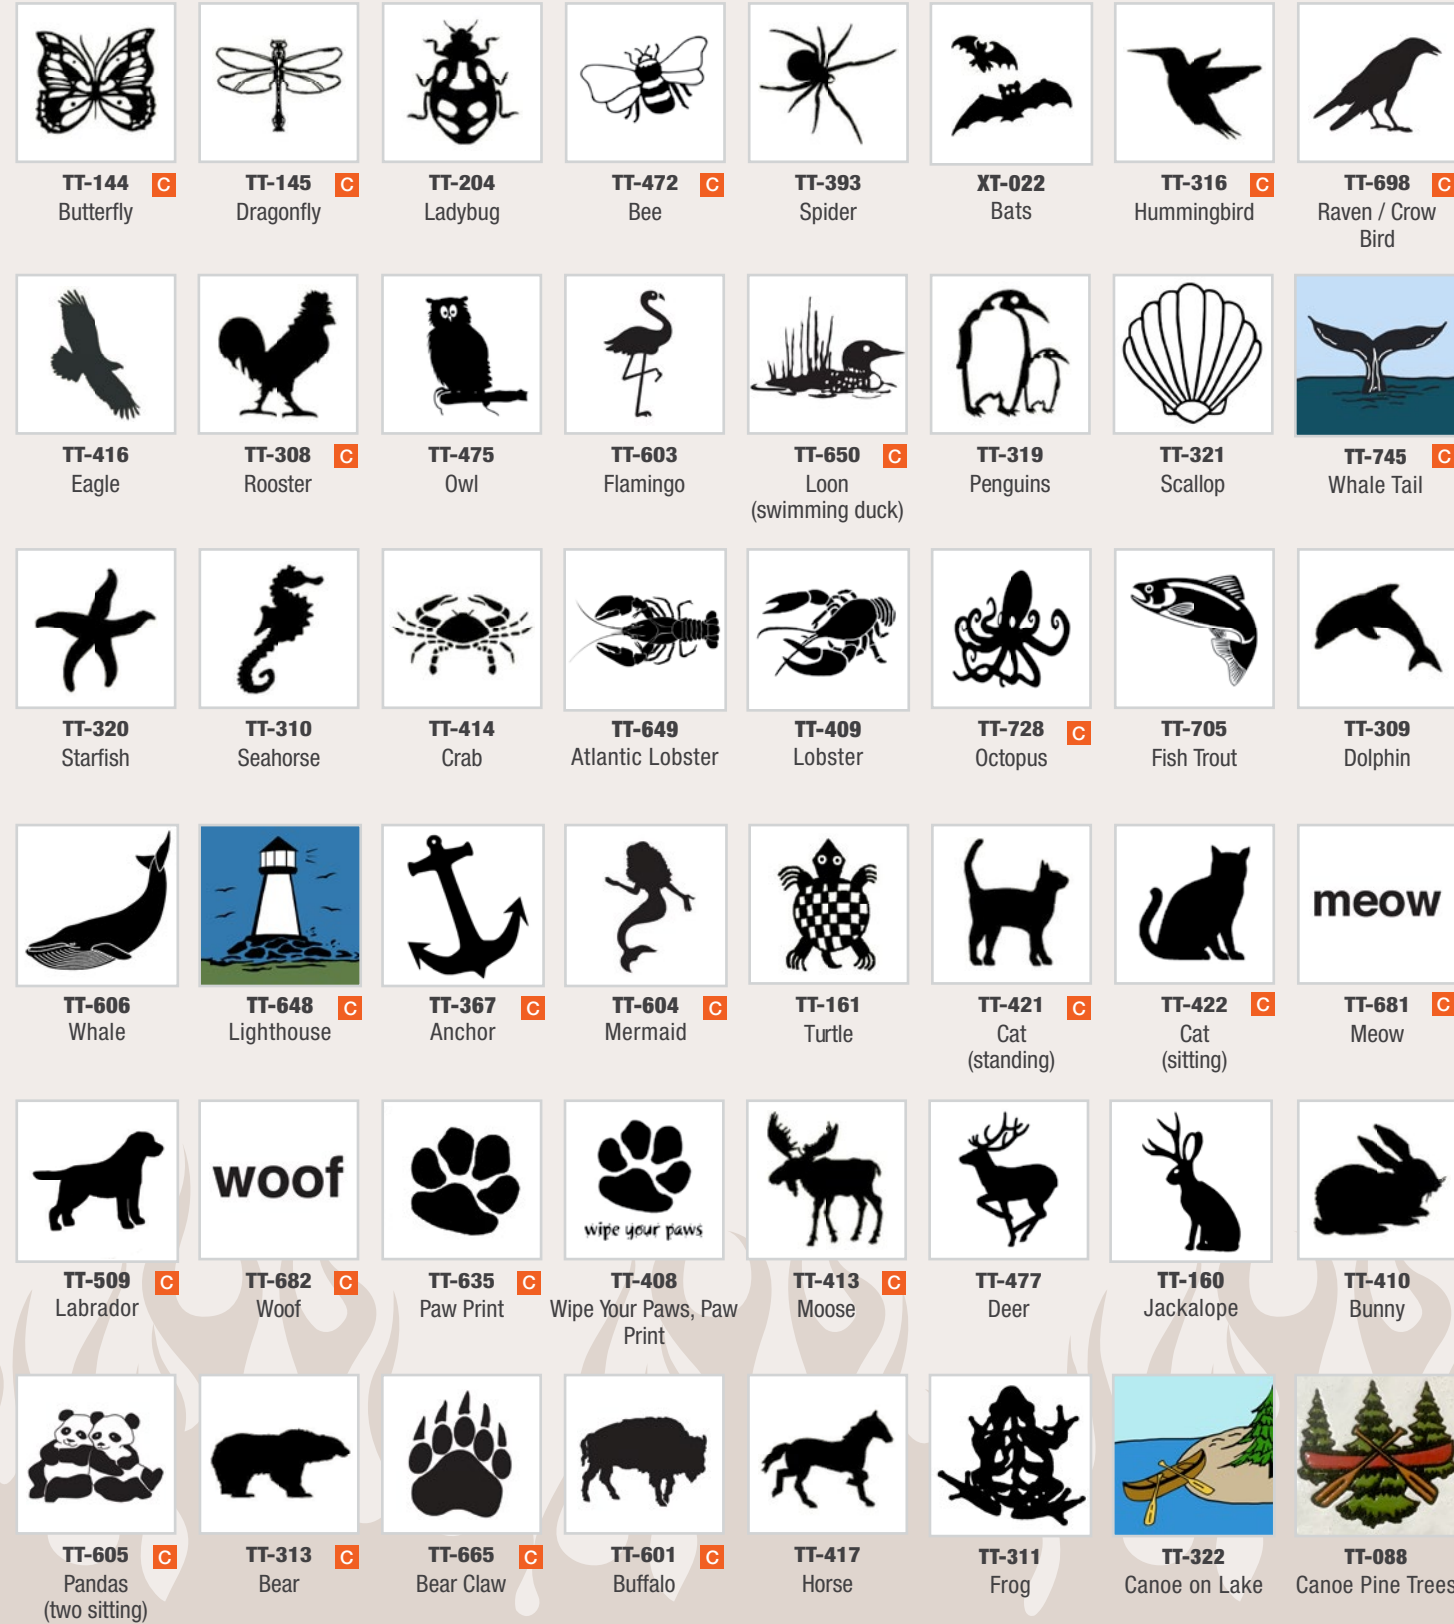 TT-144 C
Butterfly
TT-145 C
Dragonfly
TT-204
Ladybug
TT-472 C
Bee
TT-393
Spider
XT-022
Bats
TT-316 C
Hummingbird
TT-698 C
Raven / Crow
Bird
TT-416
Eagle
TT-308 C
Rooster
TT-475
Owl
TT-603
Flamingo
TT-650 C
Loon
(swimming duck)
TT-319
Penguins
TT-321
Scallop
TT-745 C
Whale Tail
TT-320
Starfish
TT-310
Seahorse
TT-414
Crab
TT-649
Atlantic Lobster
TT-409
Lobster
TT-728 C
Octopus
TT-705
Fish Trout
TT-309
Dolphin
TT-606
Whale
TT-648 C
Lighthouse
TT-367 C
Anchor
TT-604 C
Mermaid
TT-161
Turtle
TT-421 C
Cat
(standing)
TT-422 C
Cat
(sitting)
meow
TT-681 C
Meow
TT-509 C
Labrador
woof
TT-682 C
Woof
TT-635 C
Paw Print
wipe your paws
TT-408
Wipe Your Paws, Paw
Print
TT-413 C
Moose
TT-477
Deer
TT-160
Jackalope
TT-410
Bunny
TT-605 C
Pandas
(two sitting)
TT-313 C
Bear
TT-665 C
Bear Claw
TT-601 C
Buffalo
TT-417
Horse
TT-311
Frog
TT-322
Canoe on Lake
TT-088
Canoe Pine Trees